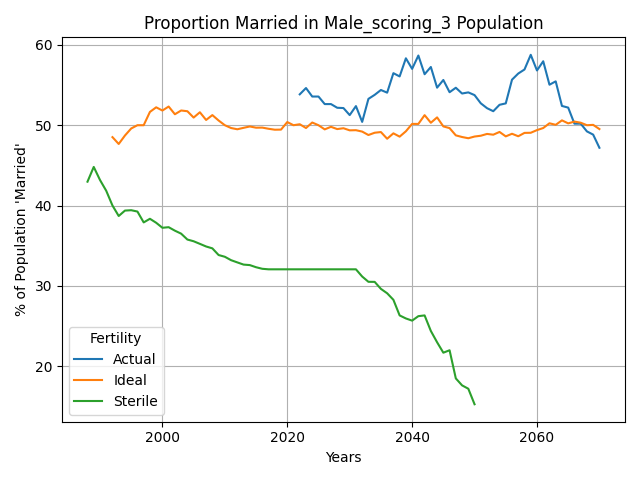 Proportion Married in Male_scoring_3 Population
60
50
40
30
20
% of Population 'Married'
Fertility
Actual
Ideal
Sterile
2000
2020
2040
2060
Years